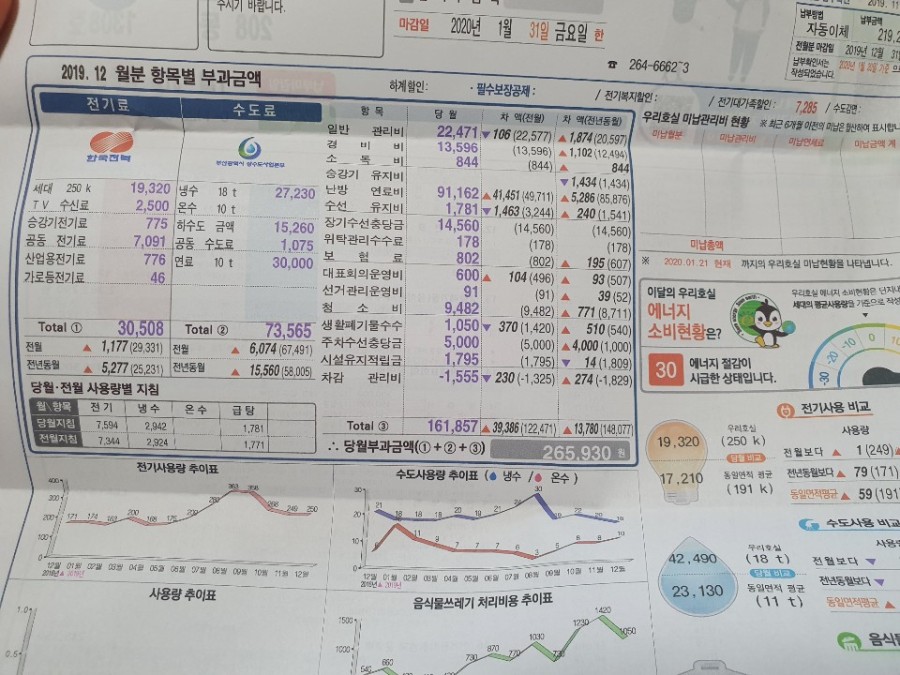 수시기 바랍니다.
마감일 2020년 1월 31일 금요일 한
☎ 264-6662
2019. 11
납부방법 납부금액
자동이체 219,2
전월분 마감일 2019년 12월 31
납부확인서는 2020년 1월 20일 기준
작성되었습니다.
2019. 12 월분 항목별 부과금액
하계할인: · 필수보장공제: / 전기복지할인: / 전기대가족할인: 7,285 / 수도감면:
전기료 수도료
한국전력 부산광역시 상수도사업본부
세대 250 k 19,320 냉수 18 t 27,230
TV 수신료 2,500 온수 10 t
승강기전기료 775 하수도 금액 15,260
공동 전기료 7,091 공동 수도료 1,075
산업용전기료 776 연료 10 t 30,000
가로등전기료 46
Total ① 30,508 Total ② 73,565
전월 ▲ 1,177 (29,331) 전월 ▲ 6,074 (67,491)
전년동월 ▲ 5,277 (25,231) 전년동월 ▲ 15,560 (58,005)
당월·전월 사용량별 지침
월\항목 전기 냉수 온수 급탕
당월지침 7,594 2,942 1,781
전월지침 7,344 2,924 1,771
항목 당월 차액(전월) 차액(전년동월)
일반 관리비 22,471 ▼ 106 (22,577) ▲ 1,874 (20,597)
경비비 13,596 (13,596) ▲ 1,102 (12,494)
소독비 844 (844) ▲ 844
승강기 유지비 ▼ 1,434 (1,434)
난방 연료비 91,162 ▲ 41,451 (49,711) ▲ 5,286 (85,876)
수선 유지비 1,781 ▼ 1,463 (3,244) ▲ 240 (1,541)
장기수선충당금 14,560 (14,560) (14,560)
위탁관리수수료 178 (178) (178)
보험료 802 (802) ▲ 195 (607)
대표회의운영비 600 ▲ 104 (496) ▲ 93 (507)
선거관리운영비 91 (91) ▲ 39 (52)
청소비 9,482 (9,482) ▲ 771 (8,711)
생활폐기물수수 1,050 ▼ 370 (1,420) ▲ 510 (540)
주차수선충당금 5,000 (5,000) ▲ 4,000 (1,000)
시설유지적립금 1,795 (1,795) ▼ 14 (1,809)
차감 관리비 -1,555 ▼ 230 (-1,325) ▲ 274 (-1,829)
Total ③ 161,857 ▲ 39,386 (122,471) ▲ 13,780 (148,077)
∴ 당월부과금액(①+②+③) 265,930 원
우리호실 미납관리비 현황 ※ 최근 6개월 이전의 미납은 합산하여 표시합니
미납월분 미납관리비 미납연체료 미납금액 계
미납총액
※ 2020.01.21 현재 까지의 우리호실 미납현황을 나타냅니다.
이달의 우리호실
에너지
소비현황은?
우리호실 에너지 소비현황은 단지내
세대의 평균사용량을 기준으로 작성
30 에너지 절감이
시급한 상태입니다.
-30 -20 -10 0 10
전기사용 비교
19,320 우리호실 (250 k)
당월 비교
17,210 동일면적 평균 (191 k)
사용량
전월보다 ▲ 1 (249)
전년동월보다 ▲ 79 (171)
동일면적평균 ▲ 59 (191
수도사용 비교
42,490 우리호실 (18 t)
당월 비교
23,130 동일면적 평균 (11 t)
사용
전월보다 ▼
전년동월보다 ▼
동일면적평균 ▲
음식물
전기사용량 추이표
400
300
200
100
0
171 174 163 200 168 363 358 249 250
12월 01월 02월 03월 04월 05월 06월 07월 08월 09월 10월 11월 12월
수도사용량 추이표 ( 냉수 / 온수 )
30
20
10
0
12월 01월 02월 03월 04월 05월 06월 07월 08월 09월 10월 11월 12월
사용량 추이표
1.0
0.5
음식물쓰레기 처리비용 추이표
1500
1000
540 660 730 870 770 1030 730 1230 1420 1050